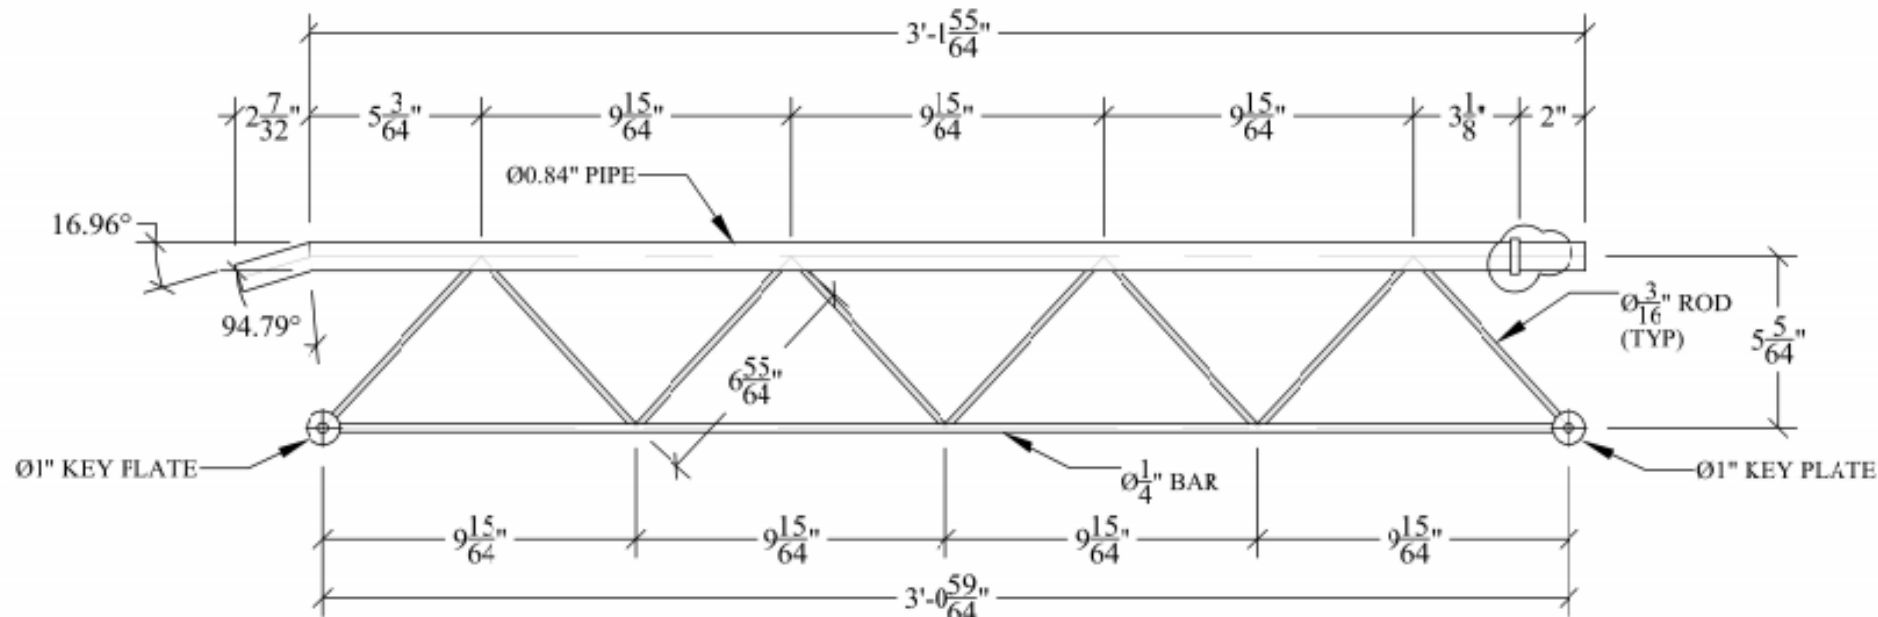 3'-1 55/64"
2 7/32" 5 3/64" 9 15/64" 9 15/64" 9 15/64" 3 1/8" 2"
Ø0.84" PIPE
16.96°
94.79°
Ø3/16" ROD
(TYP)
5 5/64"
6 55/64"
Ø1" KEY PLATE
Ø1/4" BAR
Ø1" KEY PLATE
9 15/64" 9 15/64" 9 15/64" 9 15/64"
3'-0 59/64"